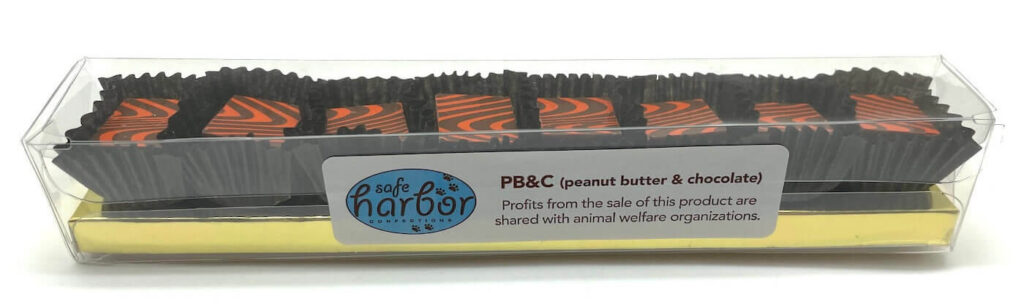 safe
harbor
CONFECTIONS
PB&C (peanut butter & chocolate)
Profits from the sale of this product are
shared with animal welfare organizations.